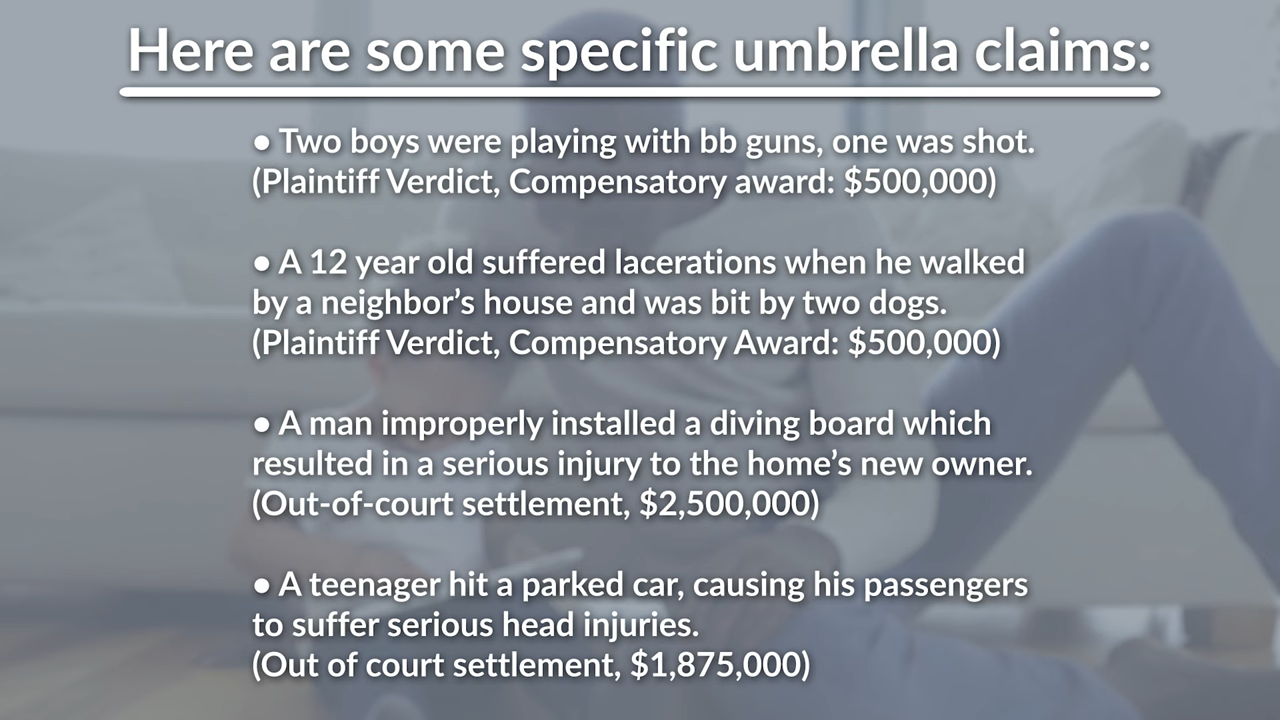 Here are some specific umbrella claims:
● Two boys were playing with bb guns, one was shot.
(Plaintiff Verdict, Compensatory award: $500,000)
● A 12 year old suffered lacerations when he walked
by a neighbor’s house and was bit by two dogs.
(Plaintiff Verdict, Compensatory Award: $500,000)
● A man improperly installed a diving board which
resulted in a serious injury to the home’s new owner.
(Out-of-court settlement, $2,500,000)
● A teenager hit a parked car, causing his passengers
to suffer serious head injuries.
(Out of court settlement, $1,875,000)